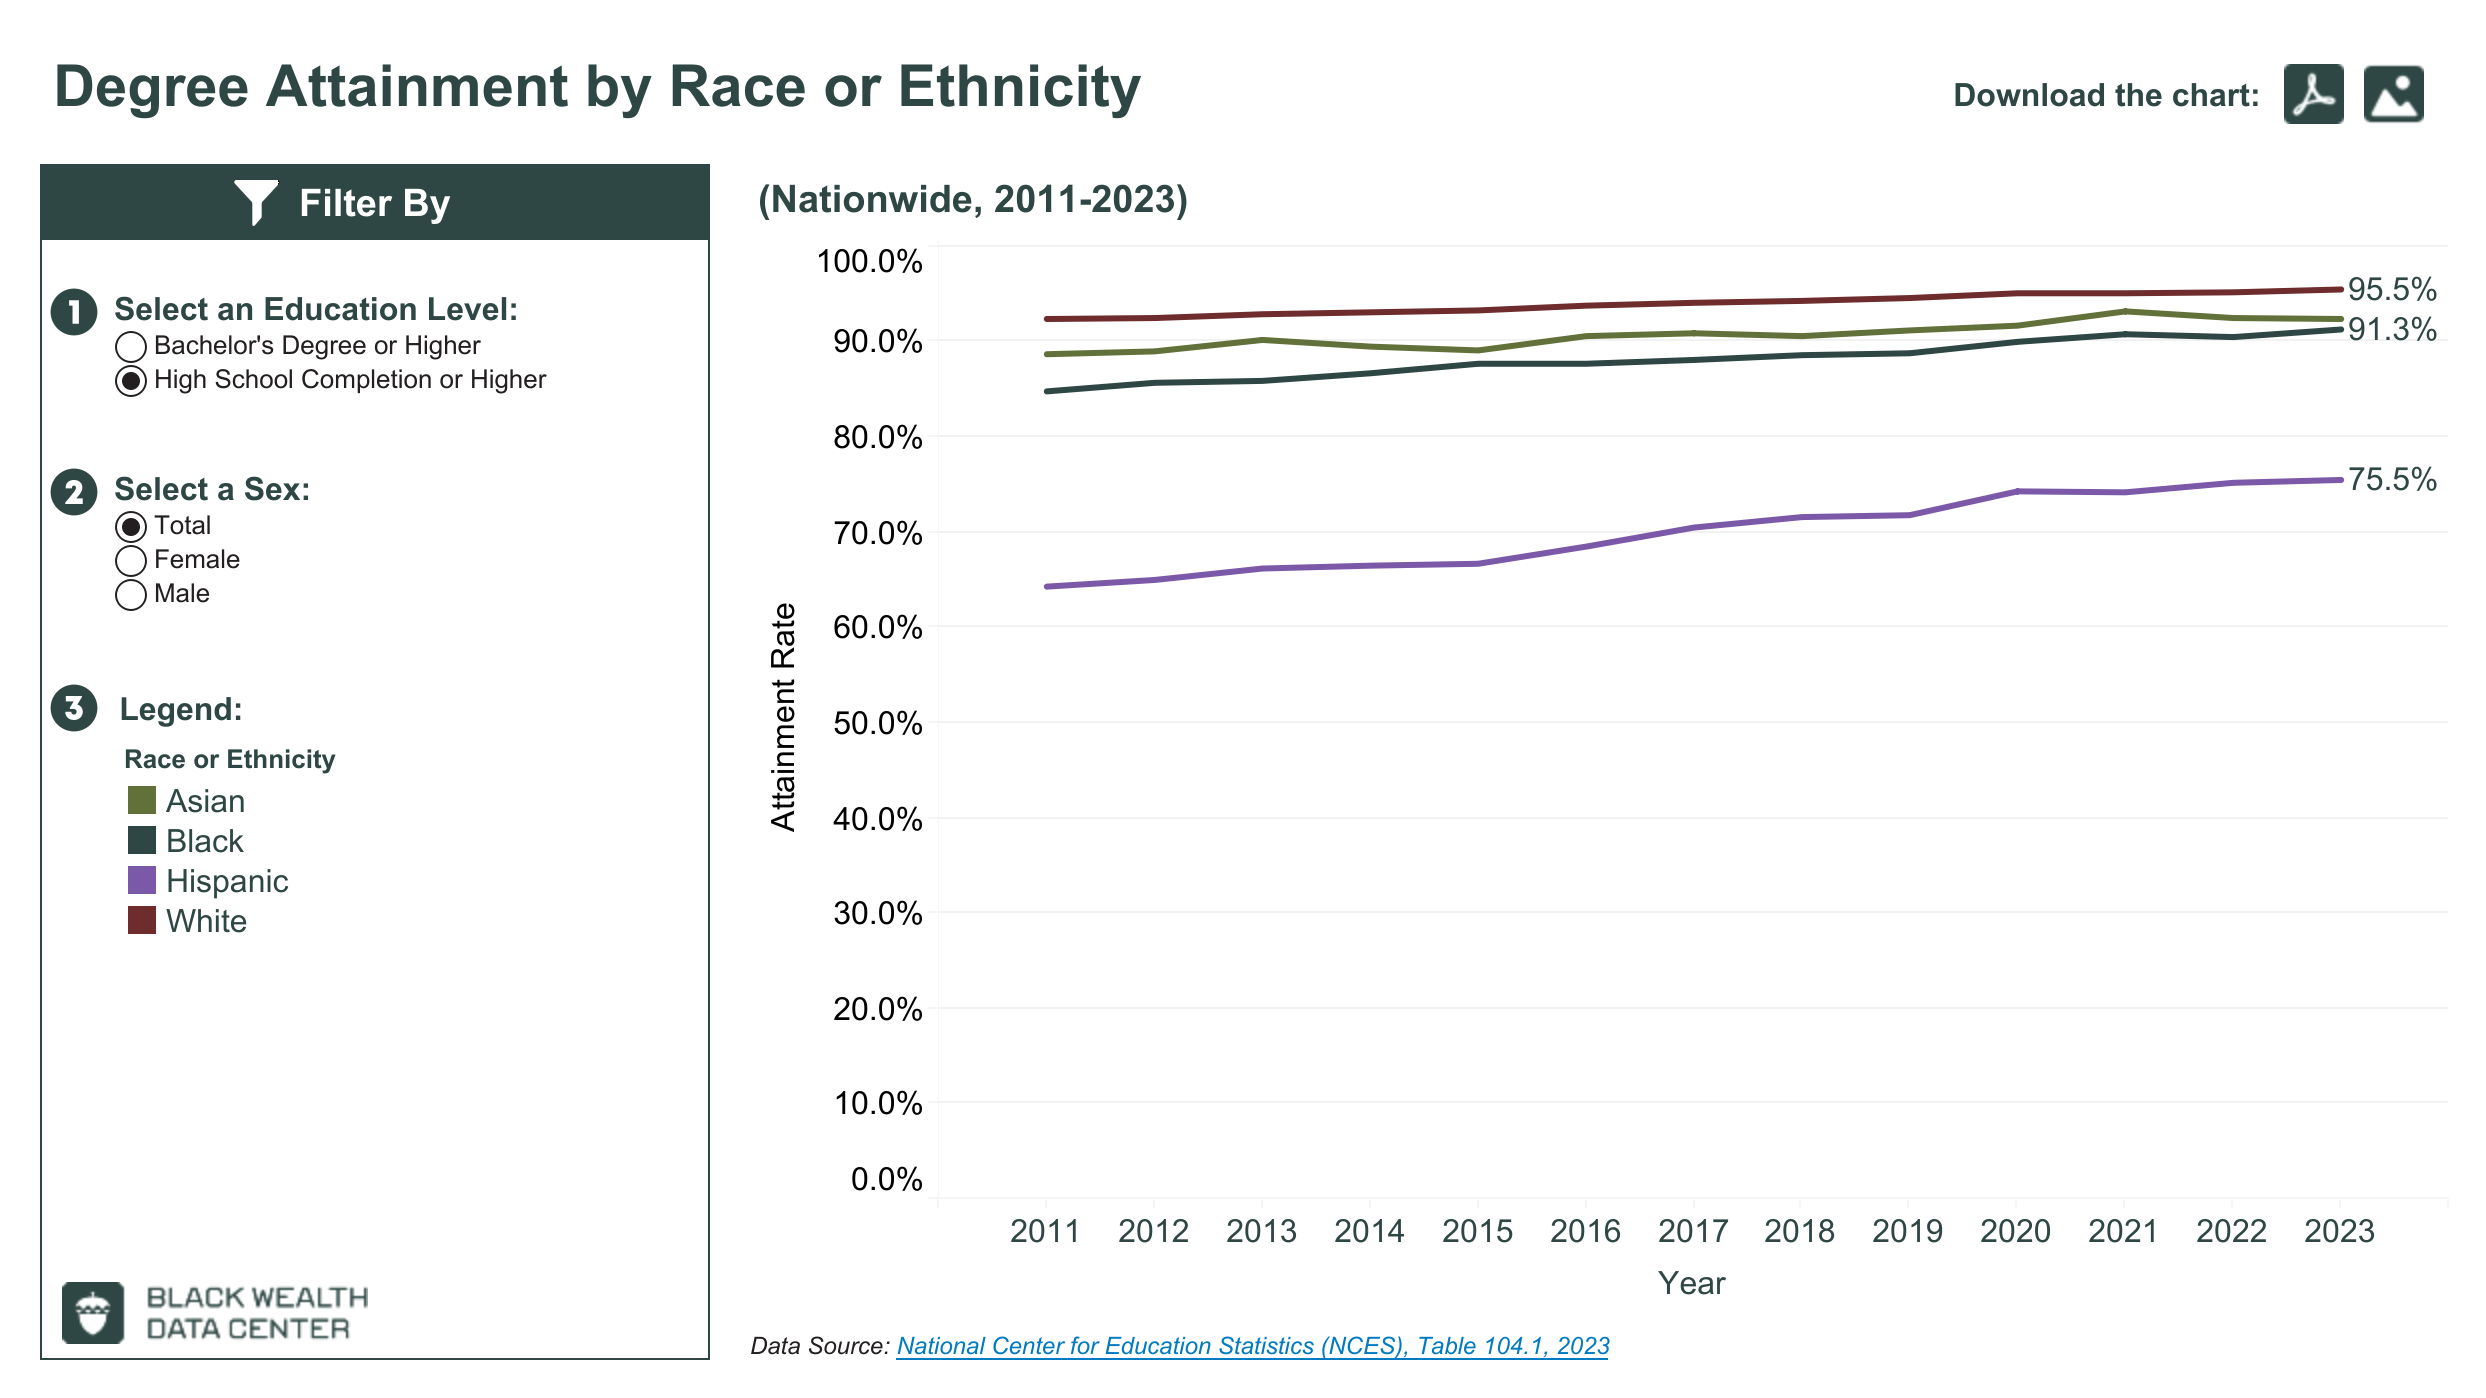 Degree Attainment by Race or Ethnicity
Download the chart:
Filter By
1 Select an Education Level:
Bachelor's Degree or Higher
High School Completion or Higher
2 Select a Sex:
Total
Female
Male
3 Legend:
Race or Ethnicity
Asian
Black
Hispanic
White
BLACK WEALTH
DATA CENTER
(Nationwide, 2011-2023)
100.0%
90.0%
80.0%
70.0%
60.0%
50.0%
40.0%
30.0%
20.0%
10.0%
0.0%
Attainment Rate
95.5%
91.3%
75.5%
2011 2012 2013 2014 2015 2016 2017 2018 2019 2020 2021 2022 2023
Year
Data Source: National Center for Education Statistics (NCES), Table 104.1, 2023